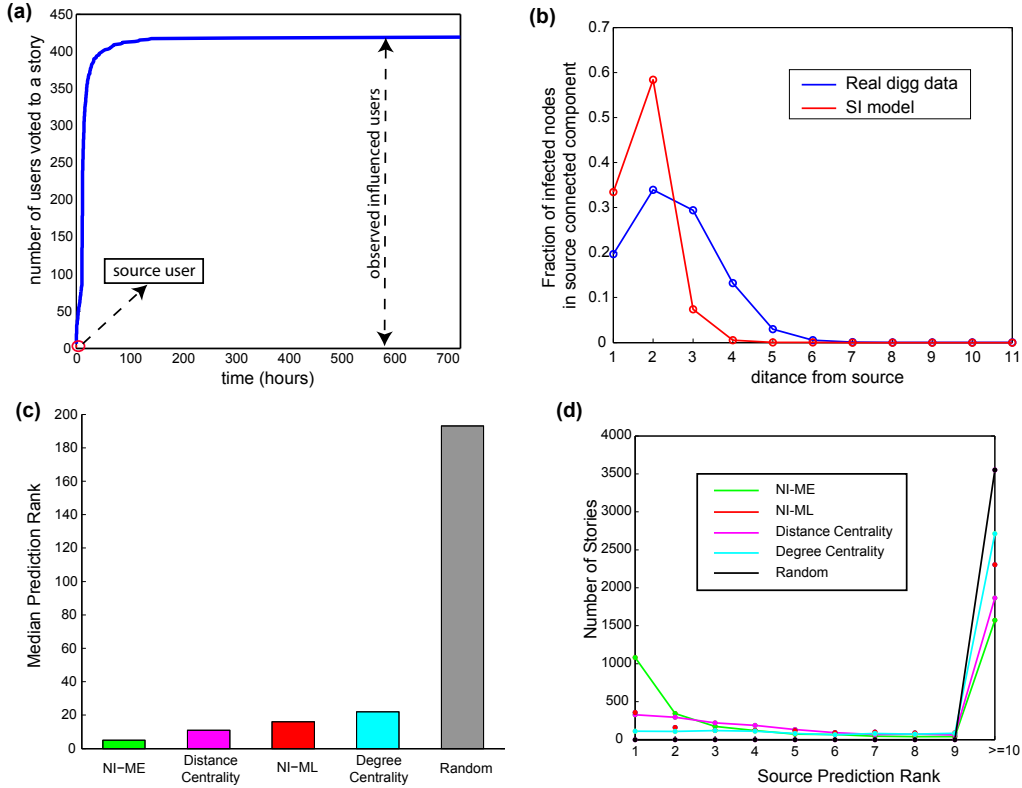 (a)
450
400
350
300
250
200
150
100
50
0
number of users voted to a story
source user
observed influenced users
0 100 200 300 400 500 600 700
time (hours)
(b)
0.7
0.6
0.5
0.4
0.3
0.2
0.1
0
Fraction of infected nodes
in source connected component
Real digg data
SI model
1 2 3 4 5 6 7 8 9 10 11
ditance from source
(c)
200
180
160
140
120
100
80
60
40
20
0
Median Prediction Rank
NI−ME
Distance
Centrality
NI−ML
Degree
Centrality
Random
(d)
4000
3500
3000
2500
2000
1500
1000
500
0
Number of Stories
NI-ME
NI-ML
Distance Centrality
Degree Centrality
Random
1 2 3 4 5 6 7 8 9 >=10
Source Prediction Rank